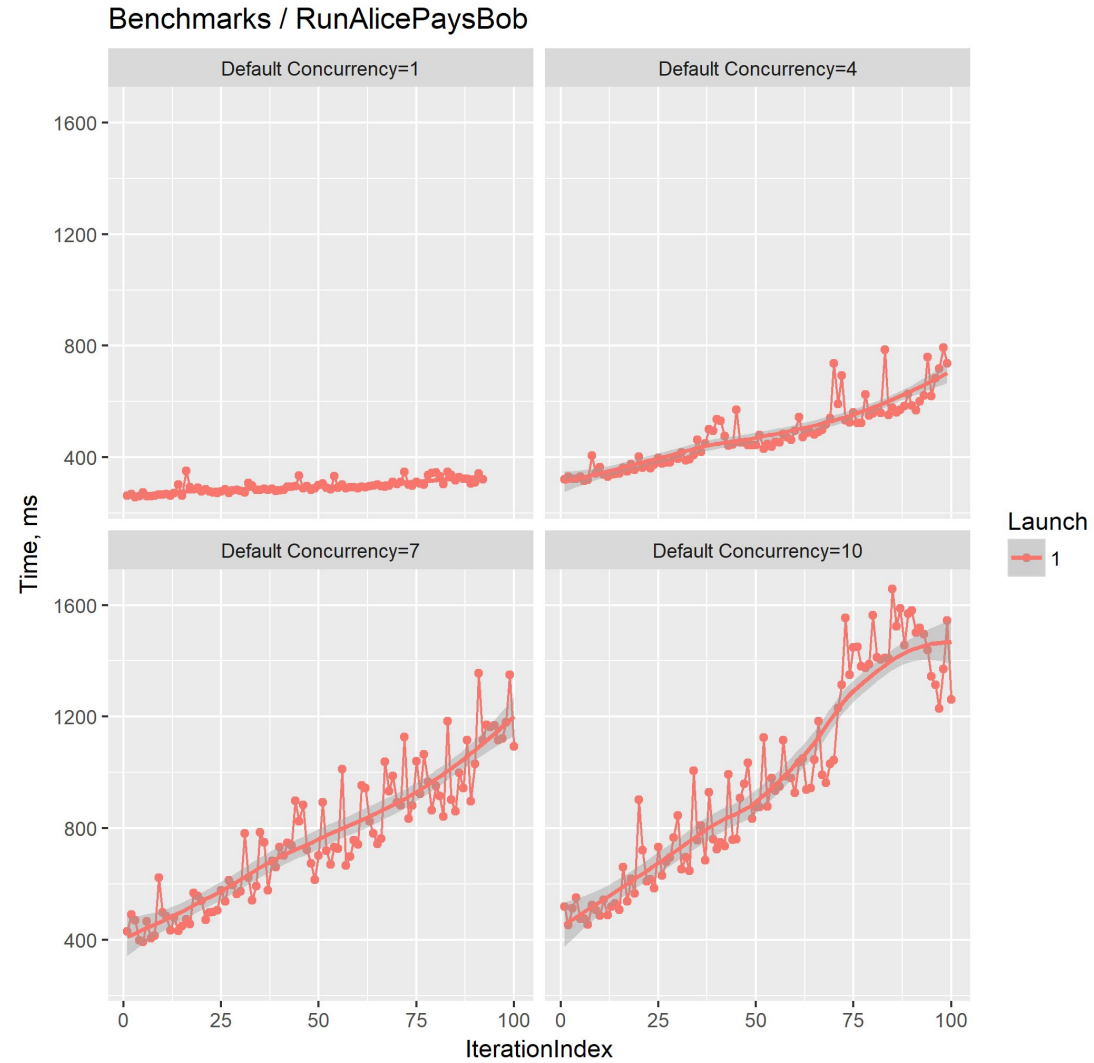 Benchmarks / RunAlicePaysBob
Default Concurrency=1
Default Concurrency=4
1600
1200
800
400
Time, ms
Default Concurrency=7
Default Concurrency=10
1600
1200
800
400
0
25
50
75
100
0
25
50
75
100
IterationIndex
Launch
1